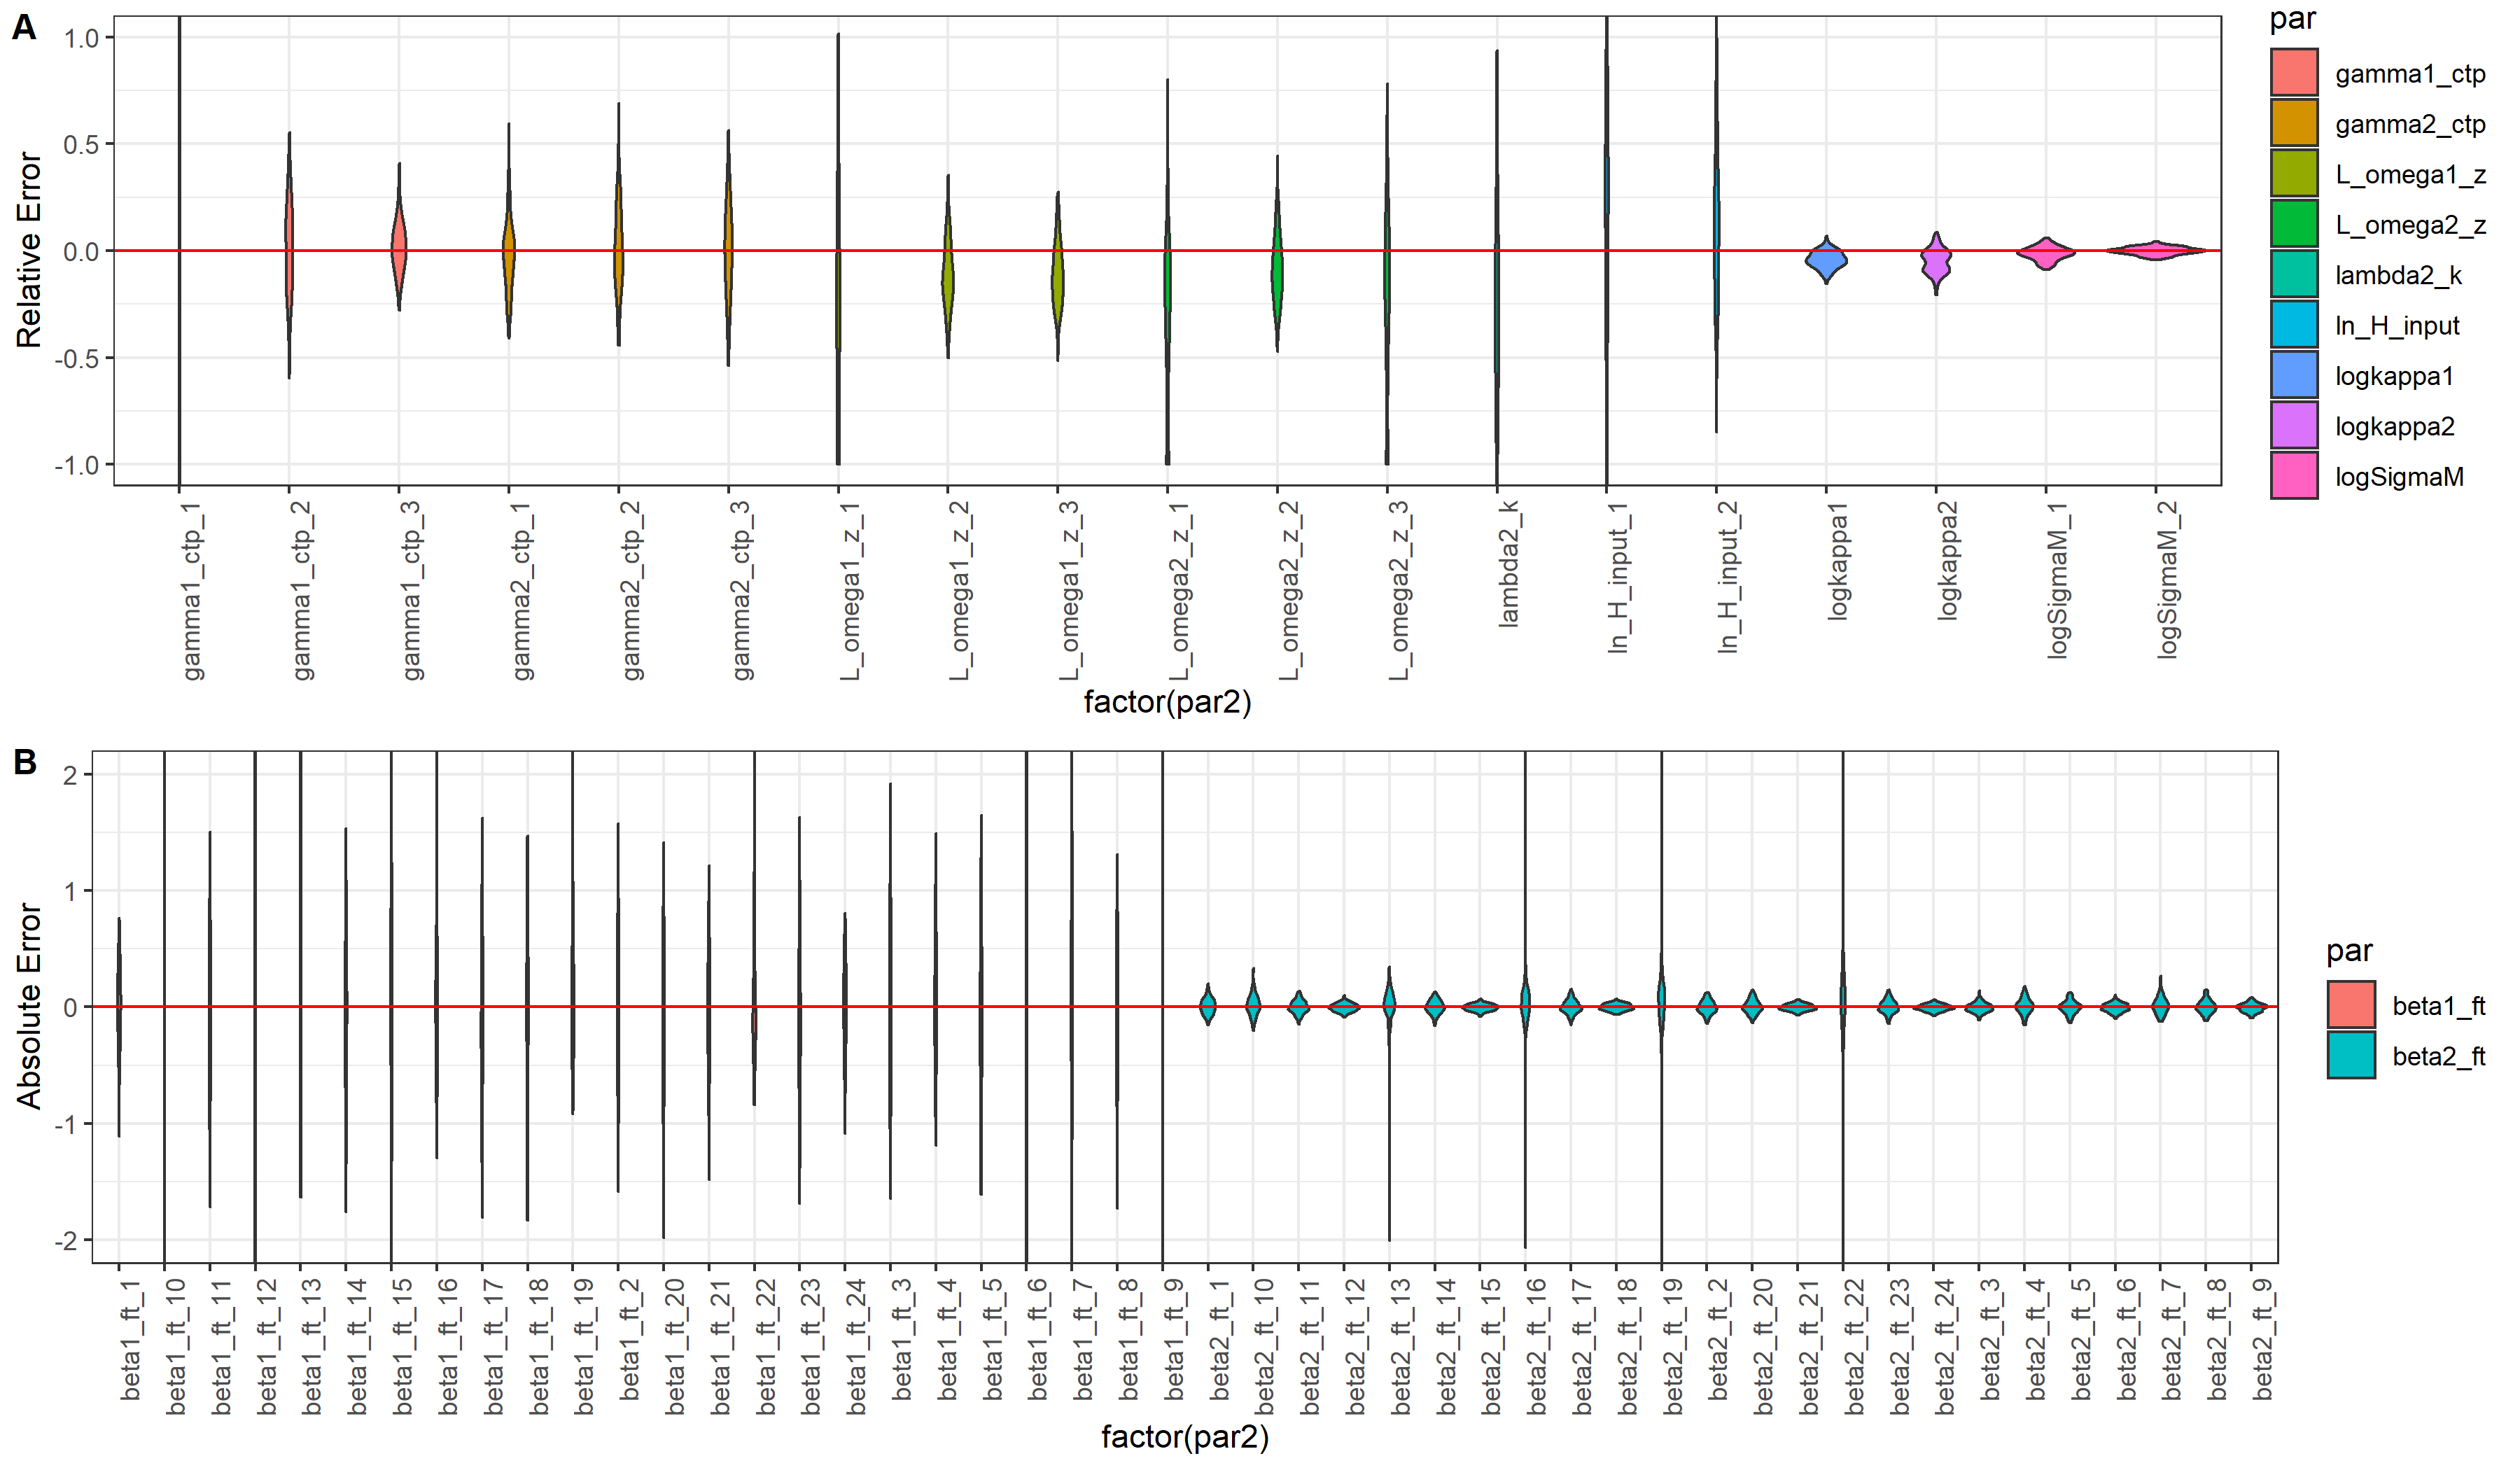 A
1.0
0.5
0.0
-0.5
-1.0
Relative Error
gamma1_ctp_1
gamma1_ctp_2
gamma1_ctp_3
gamma2_ctp_1
gamma2_ctp_2
gamma2_ctp_3
L_omega1_z_1
L_omega1_z_2
L_omega1_z_3
L_omega2_z_1
L_omega2_z_2
L_omega2_z_3
lambda2_k
ln_H_input_1
ln_H_input_2
logkappa1
logkappa2
logSigmaM_1
logSigmaM_2
factor(par2)
par
gamma1_ctp
gamma2_ctp
L_omega1_z
L_omega2_z
lambda2_k
ln_H_input
logkappa1
logkappa2
logSigmaM
B
2
1
0
-1
-2
Absolute Error
beta1_ft_1
beta1_ft_10
beta1_ft_11
beta1_ft_12
beta1_ft_13
beta1_ft_14
beta1_ft_15
beta1_ft_16
beta1_ft_17
beta1_ft_18
beta1_ft_19
beta1_ft_2
beta1_ft_20
beta1_ft_21
beta1_ft_22
beta1_ft_23
beta1_ft_24
beta1_ft_3
beta1_ft_4
beta1_ft_5
beta1_ft_6
beta1_ft_7
beta1_ft_8
beta1_ft_9
beta2_ft_1
beta2_ft_10
beta2_ft_11
beta2_ft_12
beta2_ft_13
beta2_ft_14
beta2_ft_15
beta2_ft_16
beta2_ft_17
beta2_ft_18
beta2_ft_19
beta2_ft_2
beta2_ft_20
beta2_ft_21
beta2_ft_22
beta2_ft_23
beta2_ft_24
beta2_ft_3
beta2_ft_4
beta2_ft_5
beta2_ft_6
beta2_ft_7
beta2_ft_8
beta2_ft_9
factor(par2)
par
beta1_ft
beta2_ft